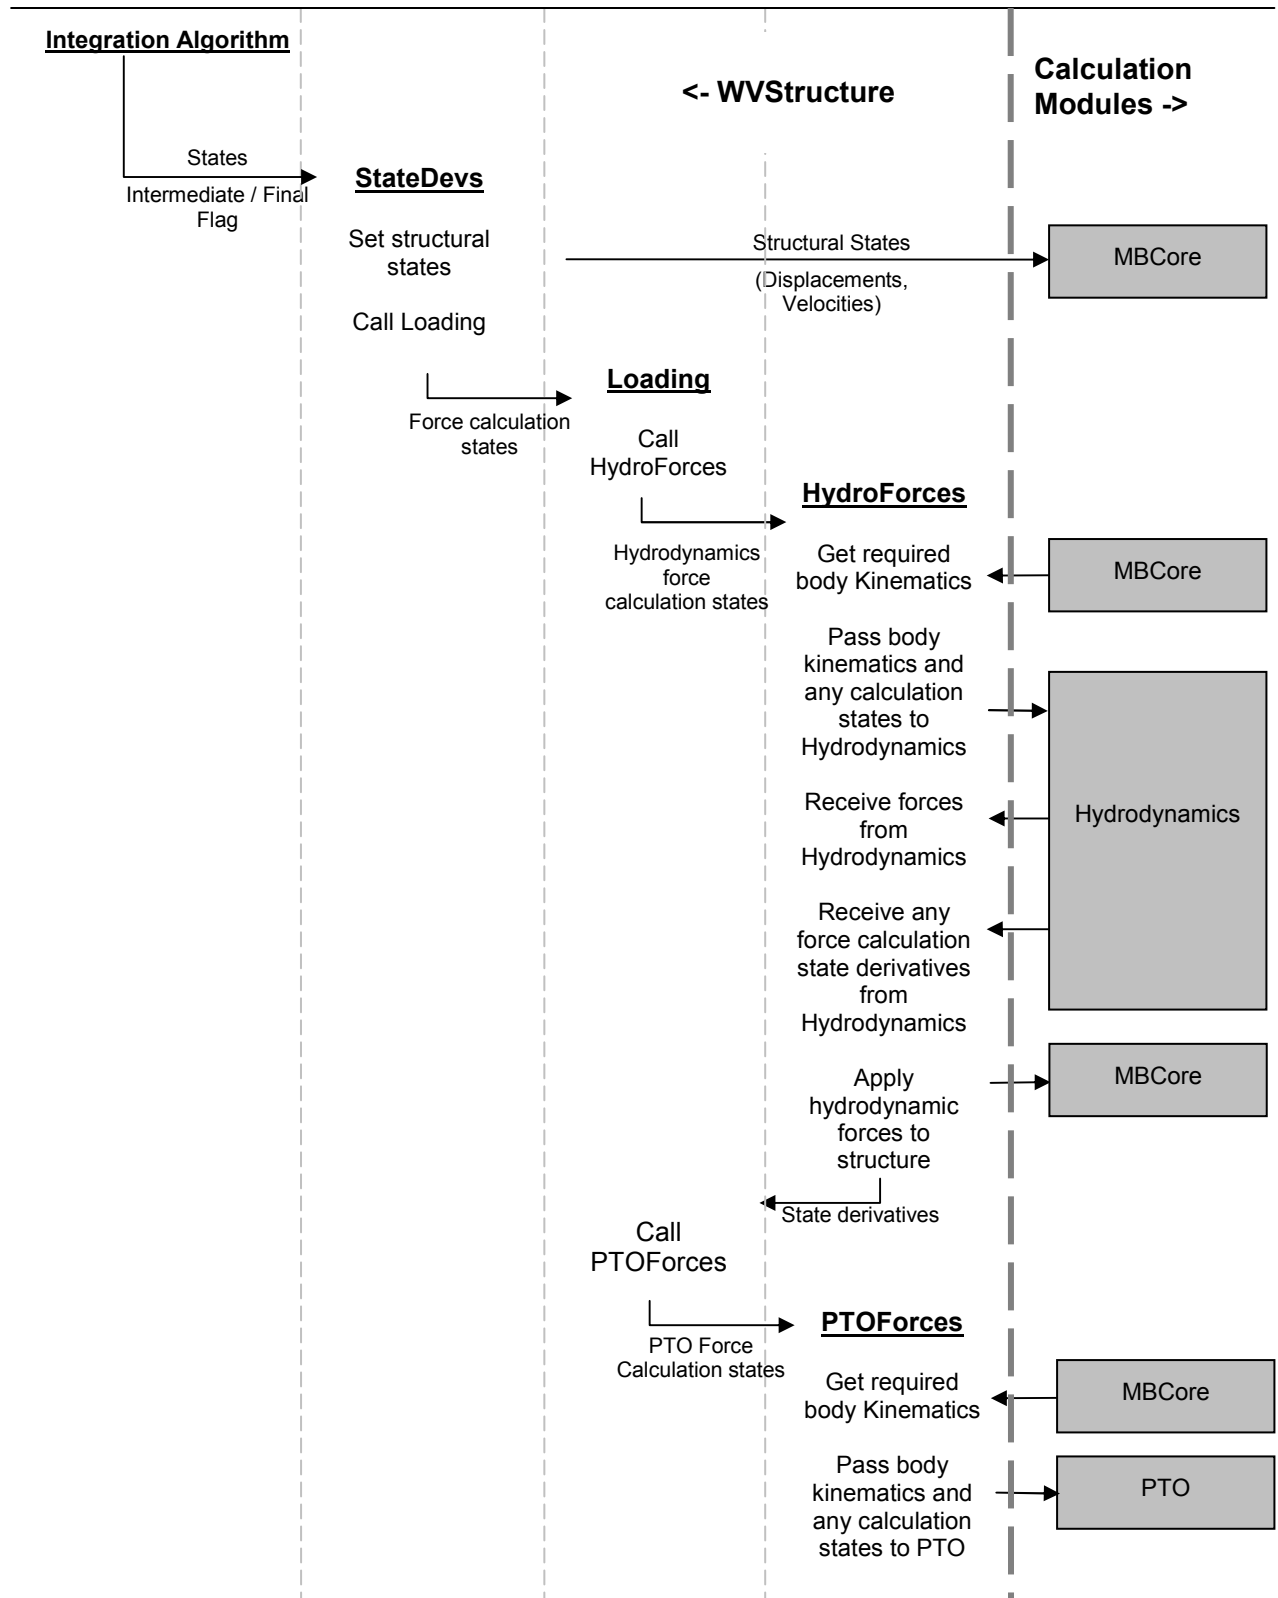 Integration Algorithm
<- WVStructure
Calculation
Modules ->
States
Intermediate / Final
Flag
StateDevs
Set structural
states
Structural States
(Displacements,
Velocities)
MBCore
Call Loading
Force calculation
states
Loading
Call
HydroForces
Hydrodynamics
force
calculation states
HydroForces
Get required
body Kinematics
MBCore
Pass body
kinematics and
any calculation
states to
Hydrodynamics
Hydrodynamics
Receive forces
from
Hydrodynamics
Receive any
force calculation
state derivatives
from
Hydrodynamics
Apply
hydrodynamic
forces to
structure
MBCore
State derivatives
Call
PTOForces
PTO Force
Calculation states
PTOForces
Get required
body Kinematics
MBCore
Pass body
kinematics and
any calculation
states to PTO
PTO